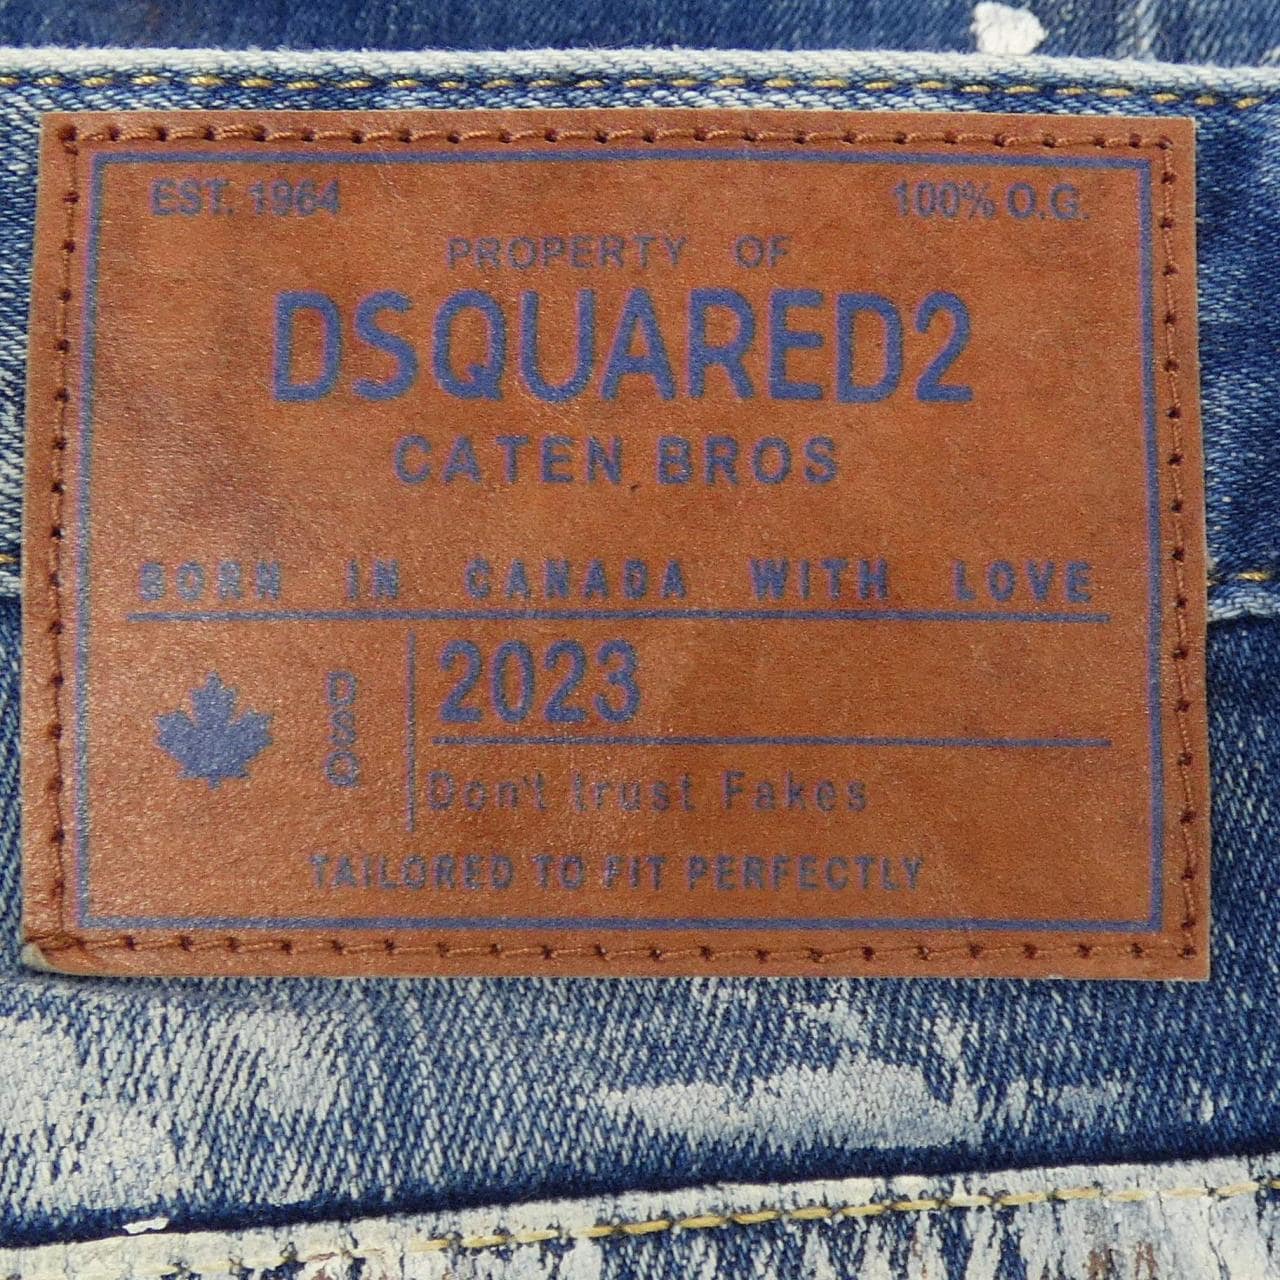 EST. 1964
100% O.G.
PROPERTY OF
DSQUARED2
CATEN BROS
BORN IN CANADA WITH LOVE
DSQ
2023
Don't trust Fakes
TAILORED TO FIT PERFECTLY